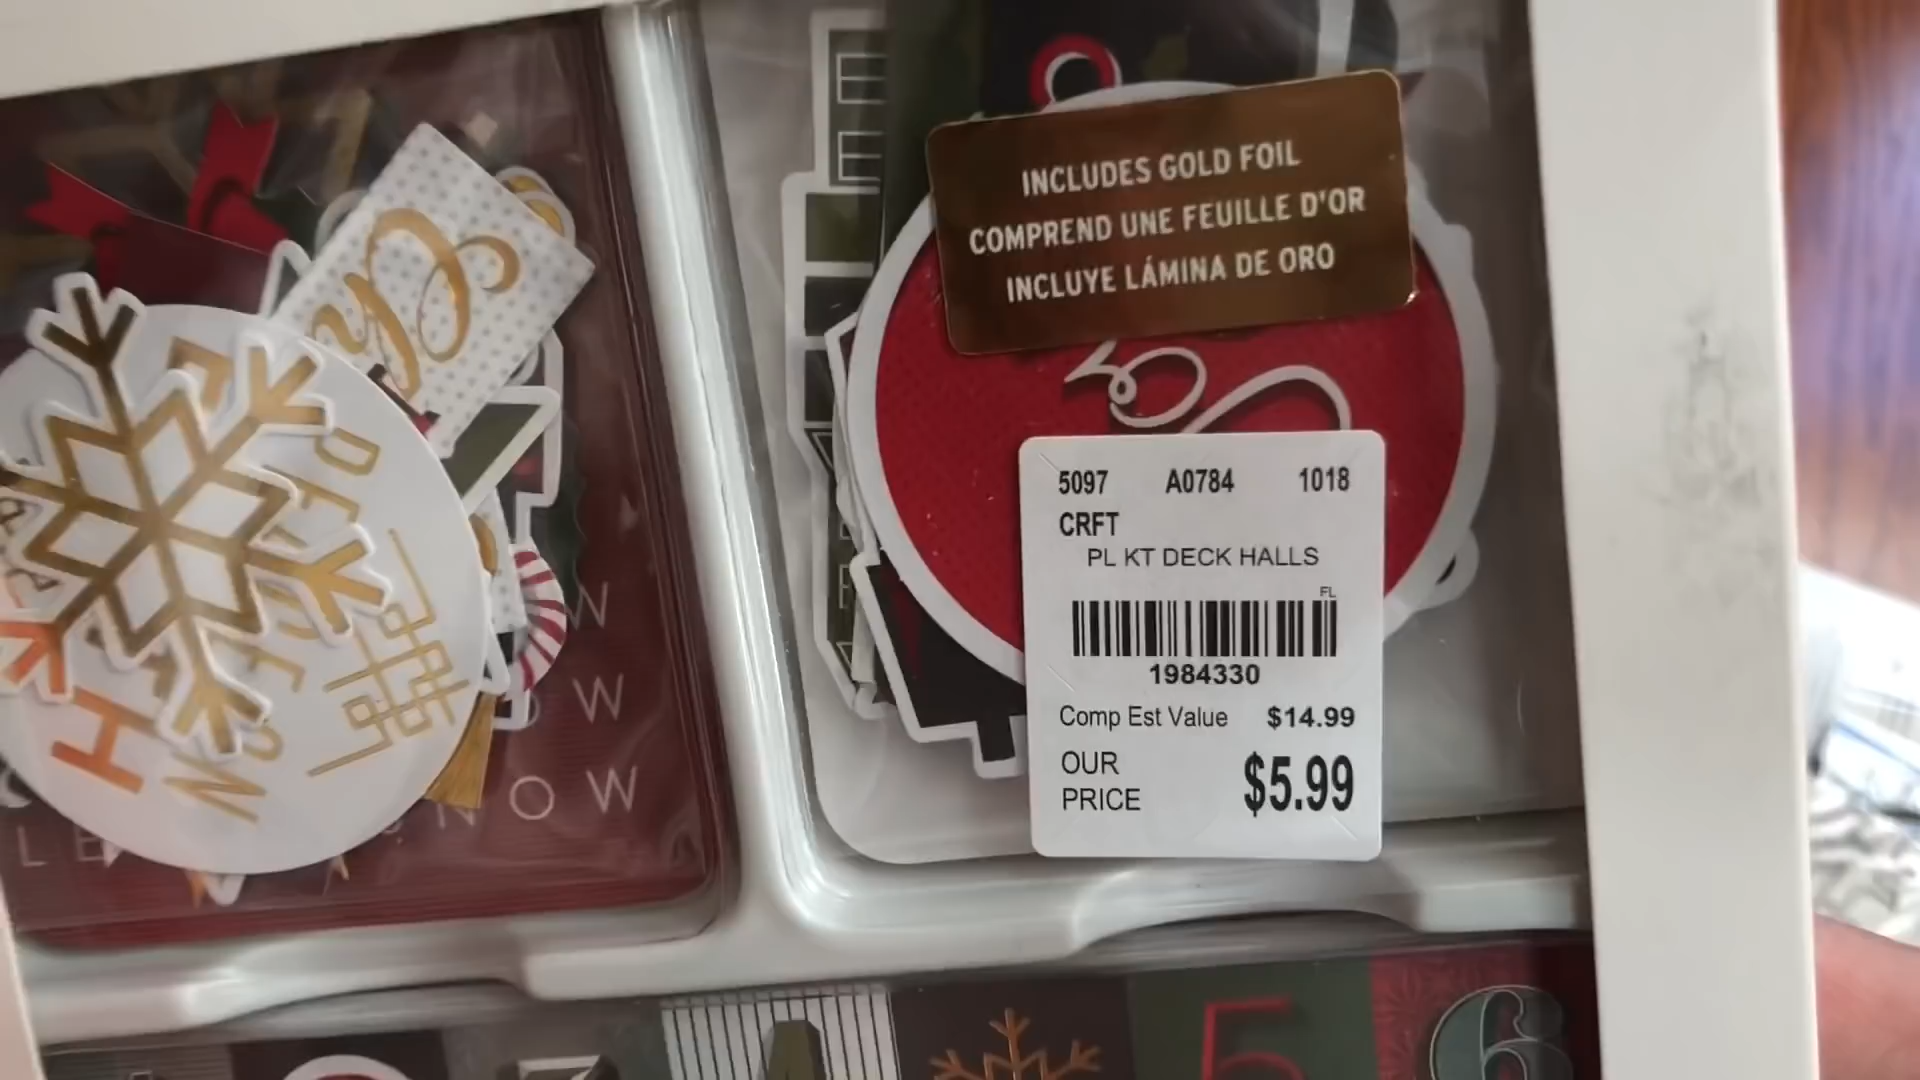 INCLUDES GOLD FOIL
COMPREND UNE FEUILLE D'OR
INCLUYE LÁMINA DE ORO
5097 A0784 1018
CRFT
PL KT DECK HALLS
FL
1984330
Comp Est Value $14.99
OUR
PRICE $5.99
Ch
W
OW
NOW
5
6